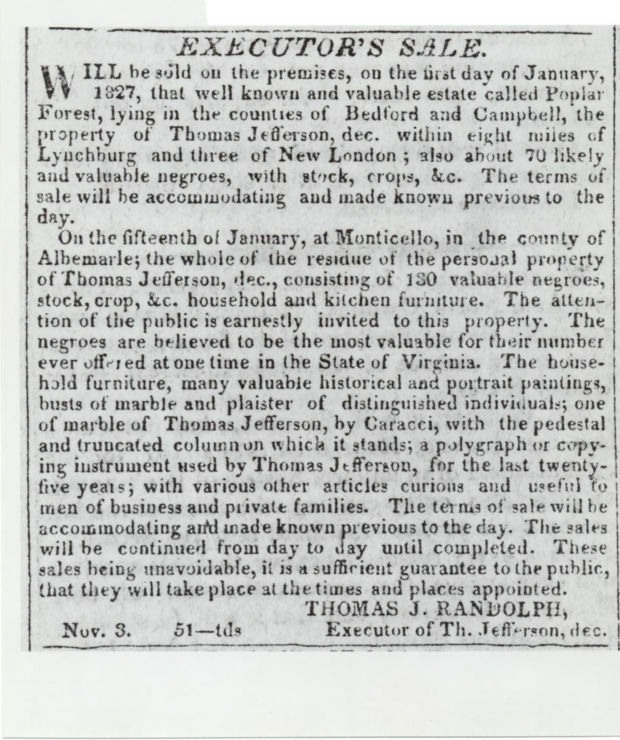 EXECUTOR'S SALE.
WILL be sold on the premises, on the first day of January,
1827, that well known and valuable estate called Poplar
Forest, lying in the counties of Bedford and Campbell, the
property of Thomas Jefferson, dec. within eight miles of
Lynchburg and three of New London; also about 70 likely
and valuable negroes, with stock, crops, &c. The terms of
sale will be accommodating and made known previous to the
day.
On the fifteenth of January, at Monticello, in the county of
Albemarle; the whole of the residue of the personal property
of Thomas Jefferson, dec., consisting of 130 valuable negroes,
stock, crop, &c. household and kitchen furniture. The atten-
tion of the public is earnestly invited to this property. The
negroes are believed to be the most valuable for their number
ever offered at one time in the State of Virginia. The house-
hold furniture, many valuable historical and portrait paintings,
busts of marble and plaister of distinguished individuals; one
of marble of Thomas Jefferson, by Caracci, with the pedestal
and truncated column on which it stands; a polygraph or copy-
ing instrument used by Thomas Jefferson, for the last twenty-
five years; with various other articles curious and useful to
men of business and private families. The terms of sale will be
accommodating and made known previous to the day. The sales
will be continued from day to day until completed. These
sales being unavoidable, it is a sufficient guarantee to the public,
that they will take place at the times and places appointed.
THOMAS J. RANDOLPH,
Nov. 3. 51—tds Executor of Th. Jefferson, dec.